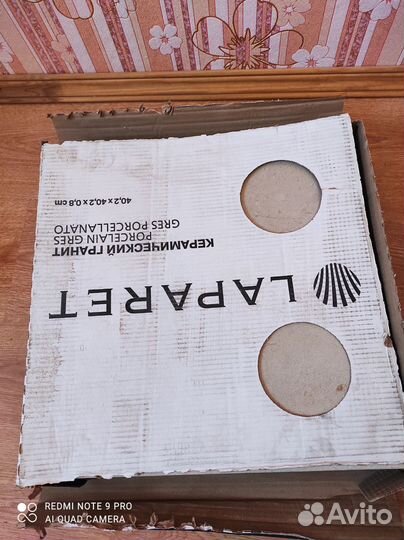 LAPARET
КЕРАМИЧЕСКИЙ ГРАНИТ
PORCELAIN GRES
GRES PORCELLANATO
40,2 x 40,2 x 0,8 cm
REDMI NOTE 9 PRO
AI QUAD CAMERA
Avito